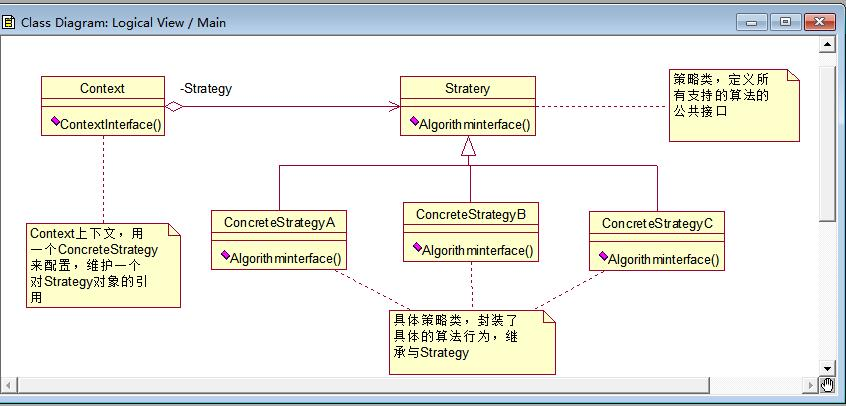 Class Diagram: Logical View / Main
Context
-Strategy
Stratery
ContextInterface()
Algorithminterface()
策略类，定义所
有支持的算法的
公共接口
ConcreteStrategyA
ConcreteStrategyB
ConcreteStrategyC
Algorithminterface()
Algorithminterface()
Algorithminterface()
Context上下文，用
一个ConcreteStrategy
来配置，维护一个
对Strategy对象的引
用
具体策略类，封装了
具体的算法行为，继
承与Strategy